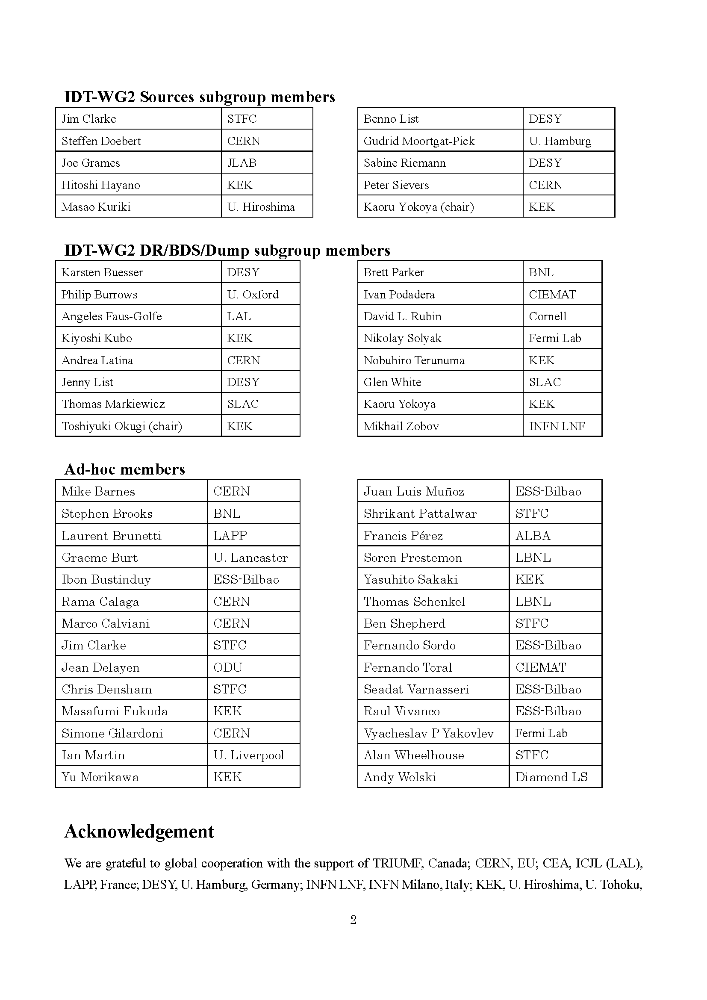 IDT-WG2 Sources subgroup members
Jim Clarke STFC
Steffen Doebert CERN
Joe Grames JLAB
Hitoshi Hayano KEK
Masao Kuriki U. Hiroshima
Benno List DESY
Gudrid Moortgat-Pick U. Hamburg
Sabine Riemann DESY
Peter Sievers CERN
Kaoru Yokoya (chair) KEK
IDT-WG2 DR/BDS/Dump subgroup members
Karsten Buesser DESY
Philip Burrows U. Oxford
Angeles Faus-Golfe LAL
Kiyoshi Kubo KEK
Andrea Latina CERN
Jenny List DESY
Thomas Markiewicz SLAC
Toshiyuki Okugi (chair) KEK
Brett Parker BNL
Ivan Podadera CIEMAT
David L. Rubin Cornell
Nikolay Solyak Fermi Lab
Nobuhiro Terunuma KEK
Glen White SLAC
Kaoru Yokoya KEK
Mikhail Zobov INFN LNF
Ad-hoc members
Mike Barnes CERN
Stephen Brooks BNL
Laurent Brunetti LAPP
Graeme Burt U. Lancaster
Ibon Bustinduy ESS-Bilbao
Rama Calaga CERN
Marco Calviani CERN
Jim Clarke STFC
Jean Delayen ODU
Chris Densham STFC
Masafumi Fukuda KEK
Simone Gilardoni CERN
Ian Martin U. Liverpool
Yu Morikawa KEK
Juan Luis Muñoz ESS-Bilbao
Shrikant Pattalwar STFC
Francis Pérez ALBA
Soren Prestemon LBNL
Yasuhito Sakaki KEK
Thomas Schenkel LBNL
Ben Shepherd STFC
Fernando Sordo ESS-Bilbao
Fernando Toral CIEMAT
Seadat Varnasseri ESS-Bilbao
Raul Vivanco ESS-Bilbao
Vyacheslav P Yakovlev Fermi Lab
Alan Wheelhouse STFC
Andy Wolski Diamond LS
Acknowledgement
We are grateful to global cooperation with the support of TRIUMF, Canada; CERN, EU; CEA, ICJL (LAL),
LAPP, France; DESY, U. Hamburg, Germany; INFN LNF, INFN Milano, Italy; KEK, U. Hiroshima, U. Tohoku,
2